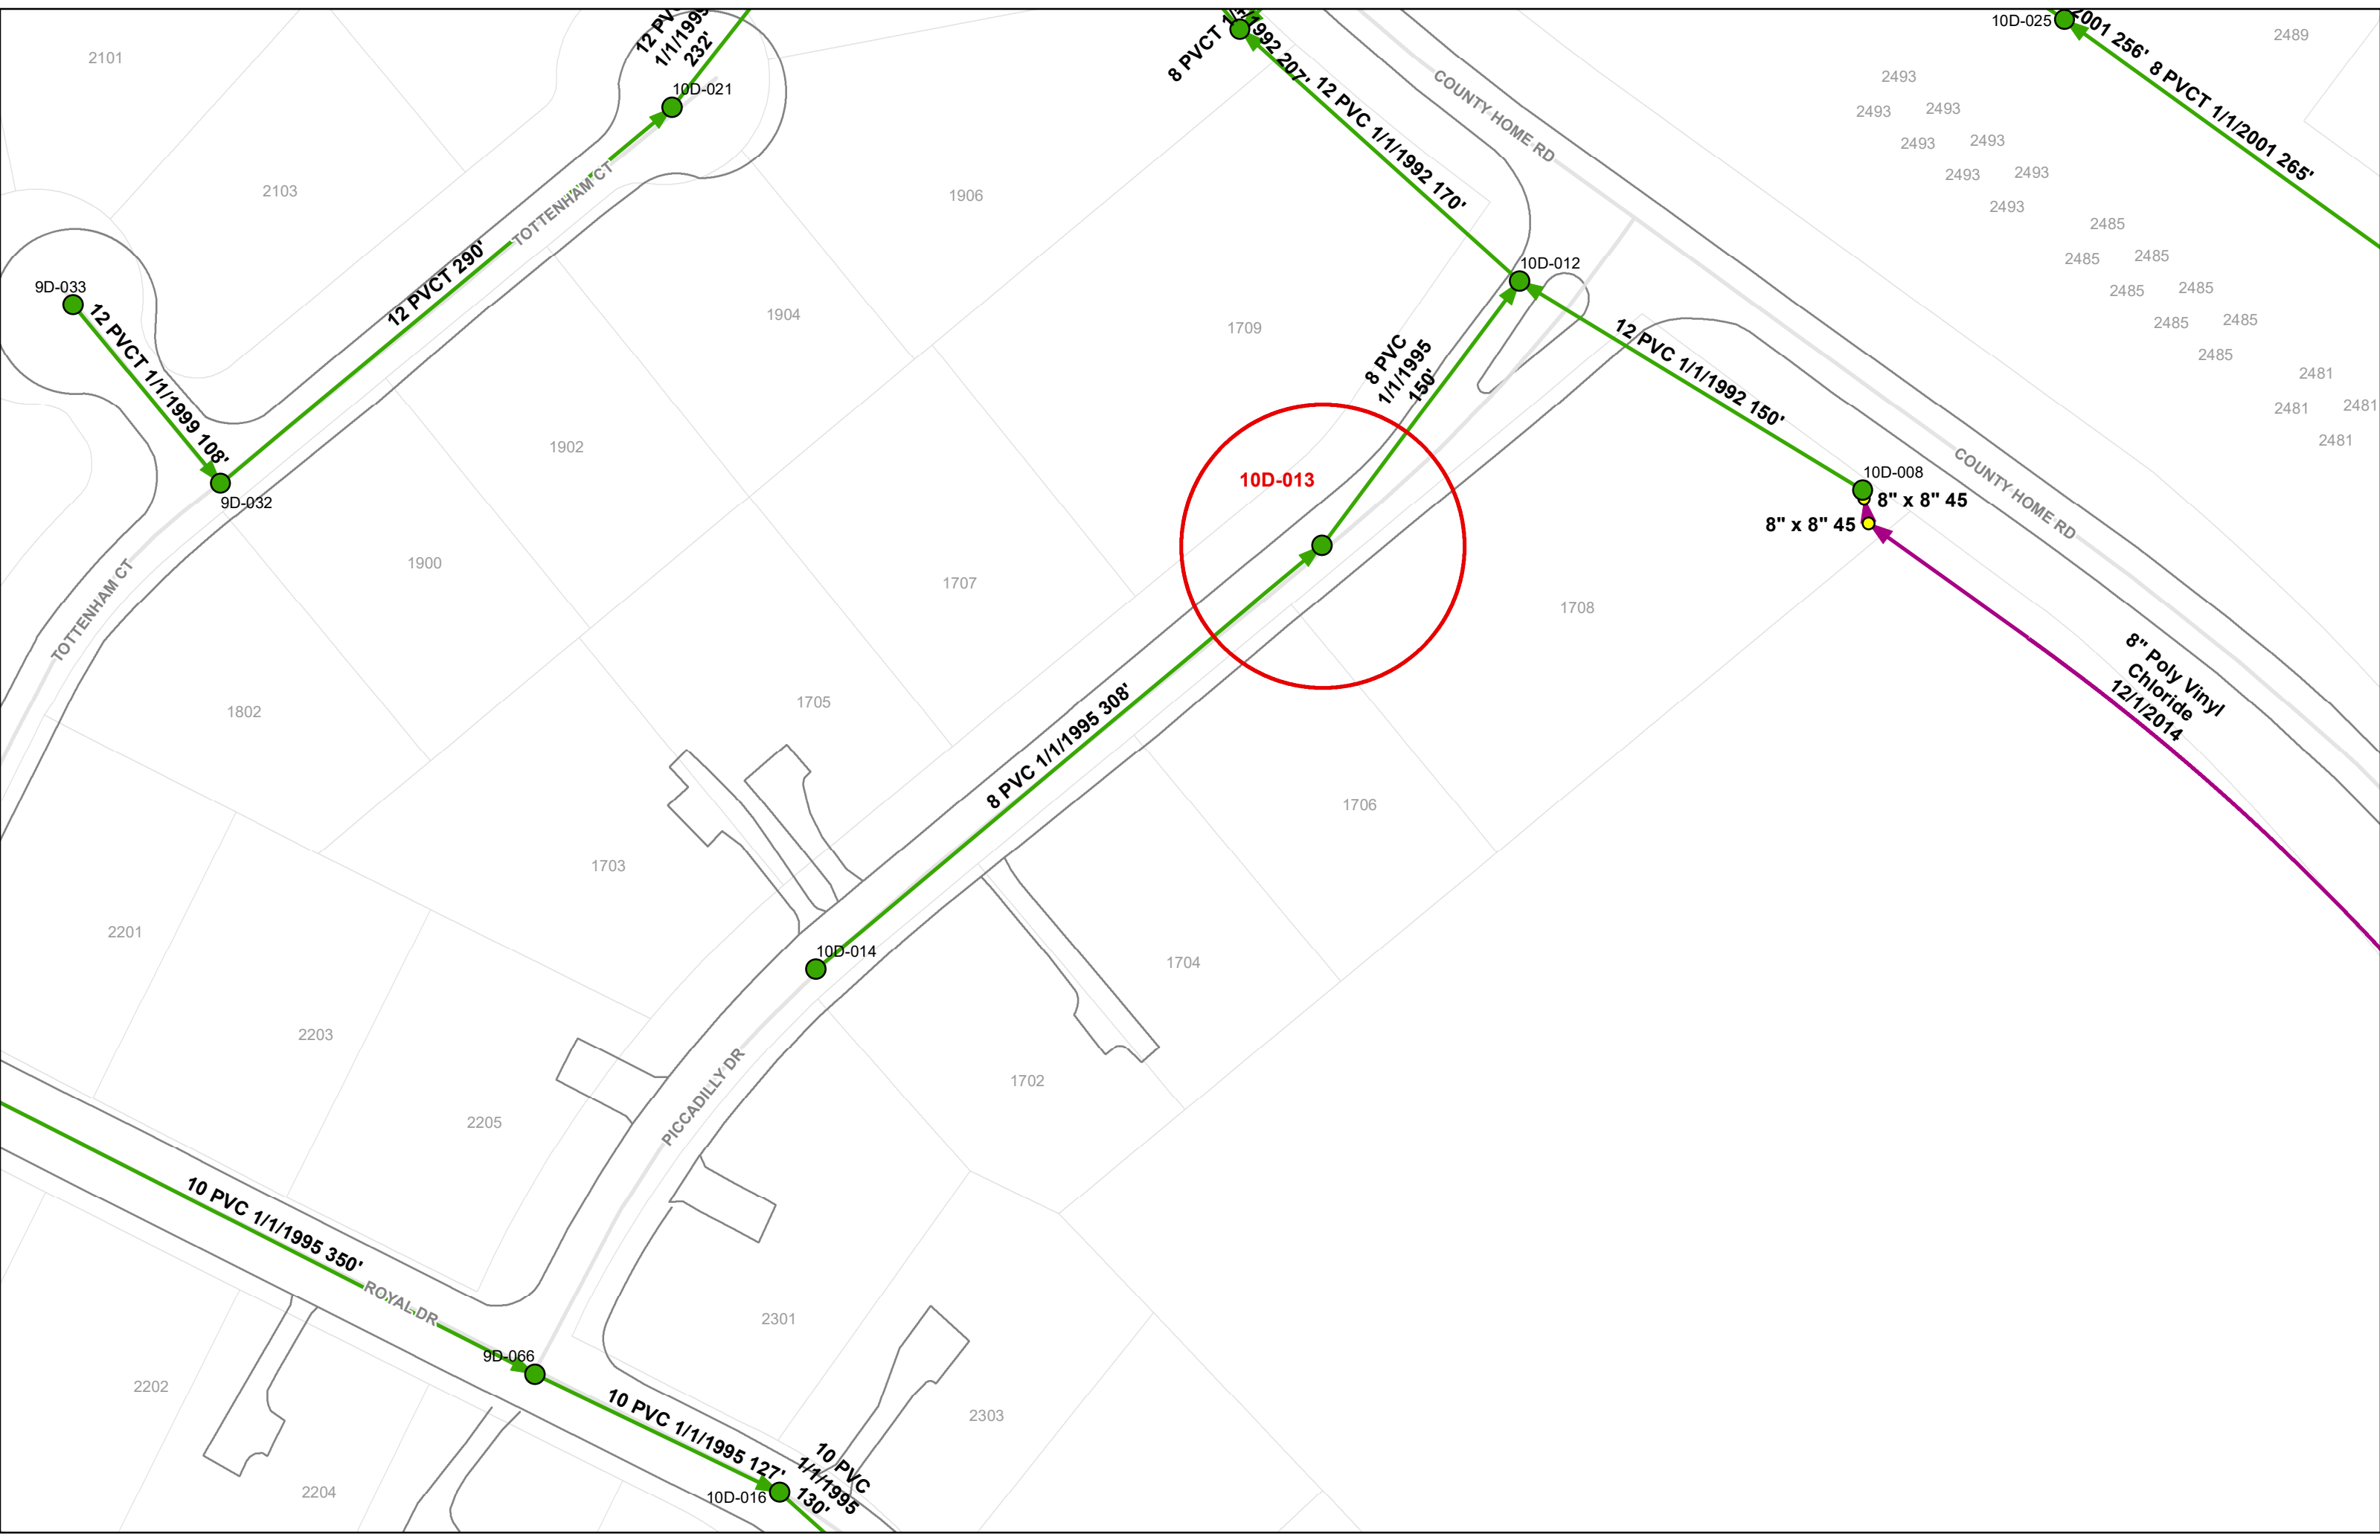 2101
12 PVC
1/1/1999
232'
10D-021
8 PVCT
1/1/1992 207'
12 PVC 1/1/1992 170'
COUNTY HOME RD
10D-025
2001 256'
8 PVCT 1/1/2001 265'
2489
2493
2493
2493
2493
2493
2493
2493
2493
2103
TOTTENHAM CT
1906
2485
2485
2485
2485
2485
2485
2485
2485
9D-033
12 PVCT 1/1/1999 108'
12 PVCT 290'
10D-012
1904
1709
8 PVC
1/1/1995
150'
12 PVC 1/1/1992 150'
2481
2481
2481
2481
1902
9D-032
10D-013
10D-008
8" x 8" 45
8" x 8" 45
COUNTY HOME RD
TOTTENHAM CT
1900
1707
1708
1802
1705
8 PVC 1/1/1995 308'
8" Poly Vinyl
Chloride
12/1/2014
1706
1703
2201
10D-014
1704
2203
PICCADILLY DR
1702
2205
10 PVC 1/1/1995 350'
ROYAL DR
2301
9D-066
2202
10 PVC 1/1/1995 127'
2303
10 PVC
1/1/1995
130'
10D-016
2204